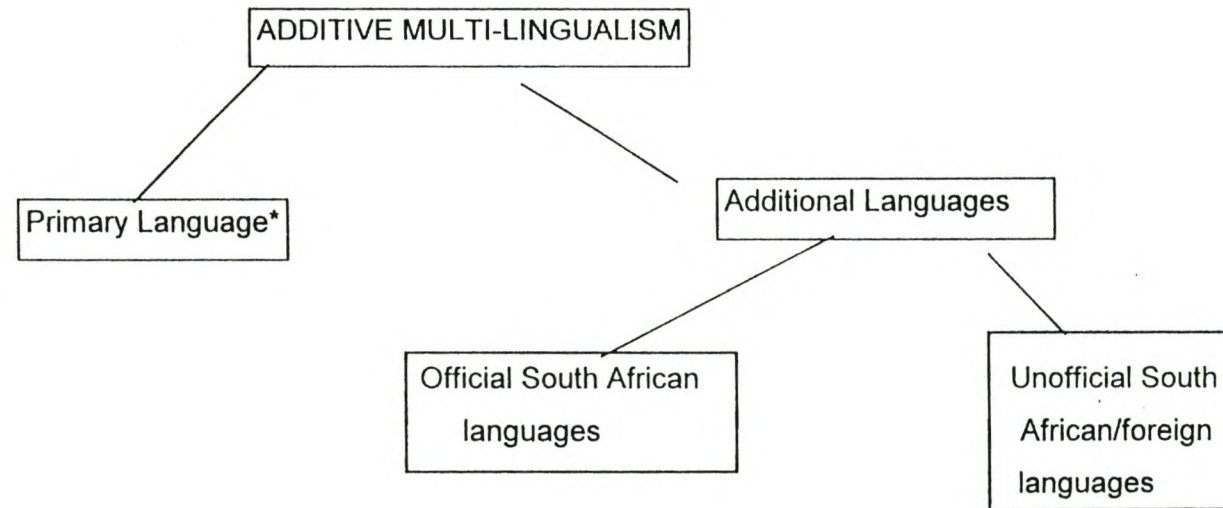 ADDITIVE MULTI-LINGUALISM
Primary Language*
Additional Languages
Official South African
languages
Unofficial South
African/foreign
languages